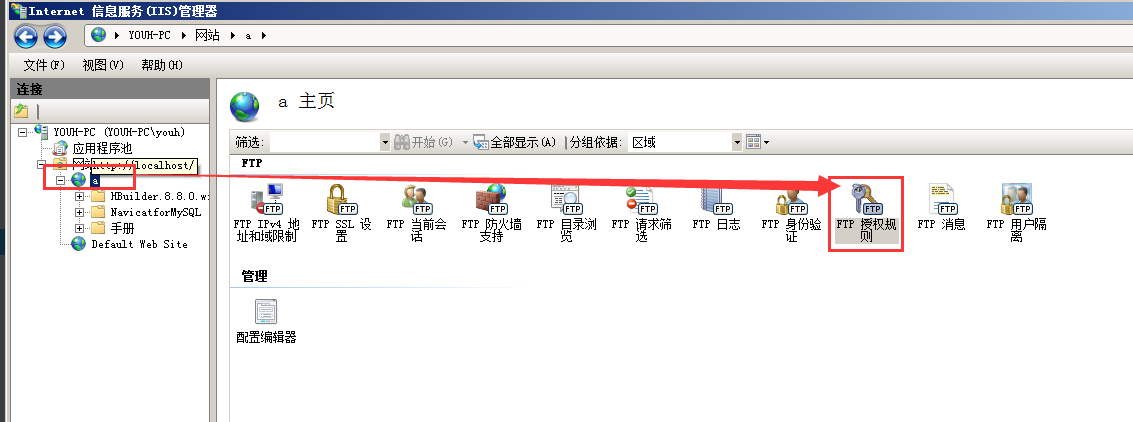 Internet 信息服务(IIS)管理器
YOUH-PC 网站 a
文件(F) 视图(V) 帮助(H)
连接
YOUH-PC (YOUH-PC\youh)
应用程序池
网站
http://localhost/
a
HBuilder.8.8.0.wi
NavicatforMySQL
手册
Default Web Site
a 主页
筛选: 开始(G) 全部显示(A) 分组依据: 区域
FTP
FTP IPv4 地
址和域限制
FTP SSL 设
置
FTP 当前会
话
FTP 防火墙
支持
FTP 目录浏
览
FTP 请求筛
选
FTP 日志
FTP 身份验
证
FTP 授权规
则
FTP 消息
FTP 用户隔
离
管理
配置编辑器